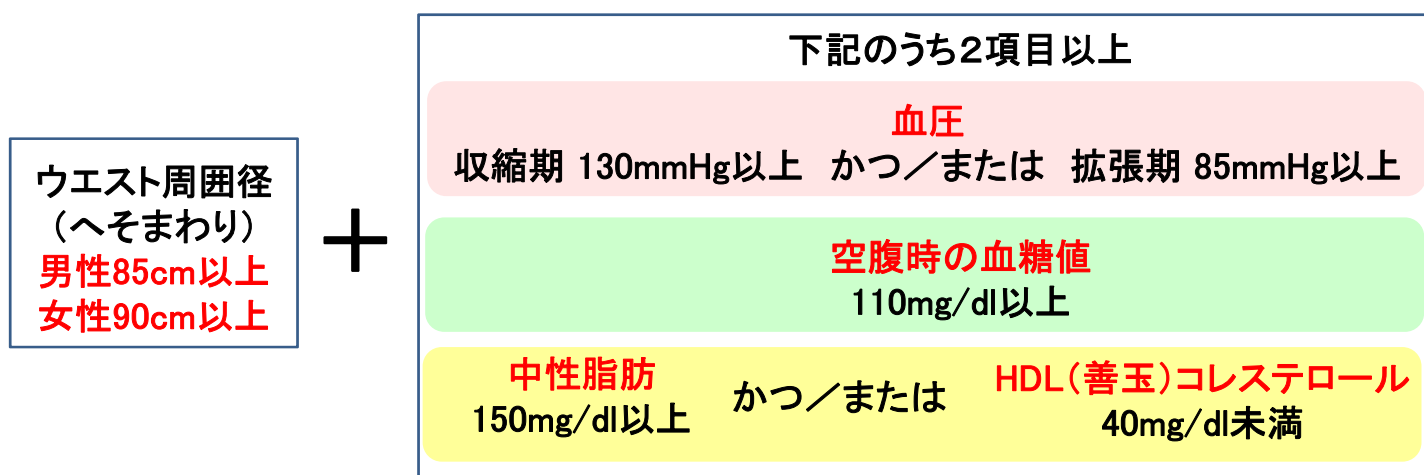 ウエスト周囲径
（へそまわり）
男性85cm以上
女性90cm以上
＋
下記のうち２項目以上
血圧
収縮期 130mmHg以上　かつ／または　拡張期 85mmHg以上
空腹時の血糖値
110mg/dl以上
中性脂肪
150mg/dl以上
かつ／または
HDL（善玉）コレステロール
40mg/dl未満